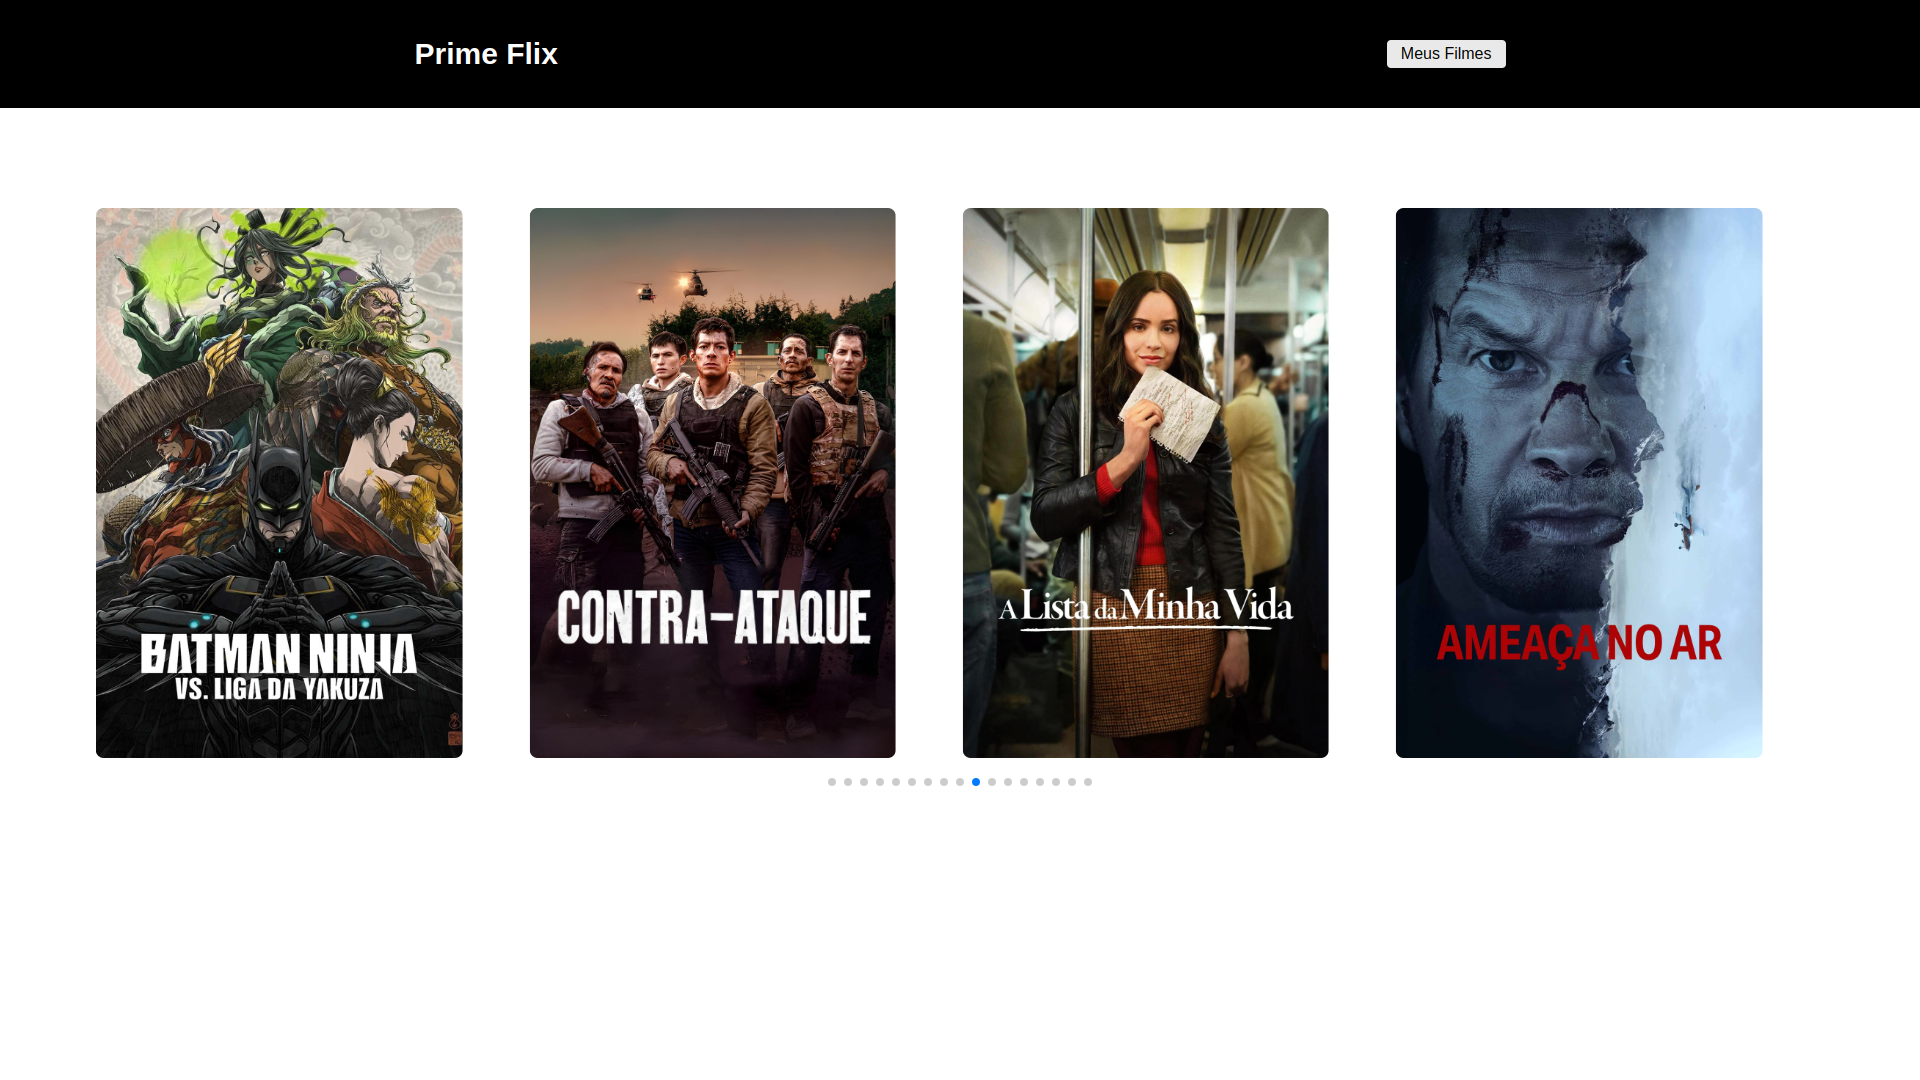 Prime Flix
Meus Filmes
BATMAN NINJA
VS. LIGA DA YAKUZA
CONTRA-ATAQUE
A Lista da Minha Vida
AMEAÇA NO AR